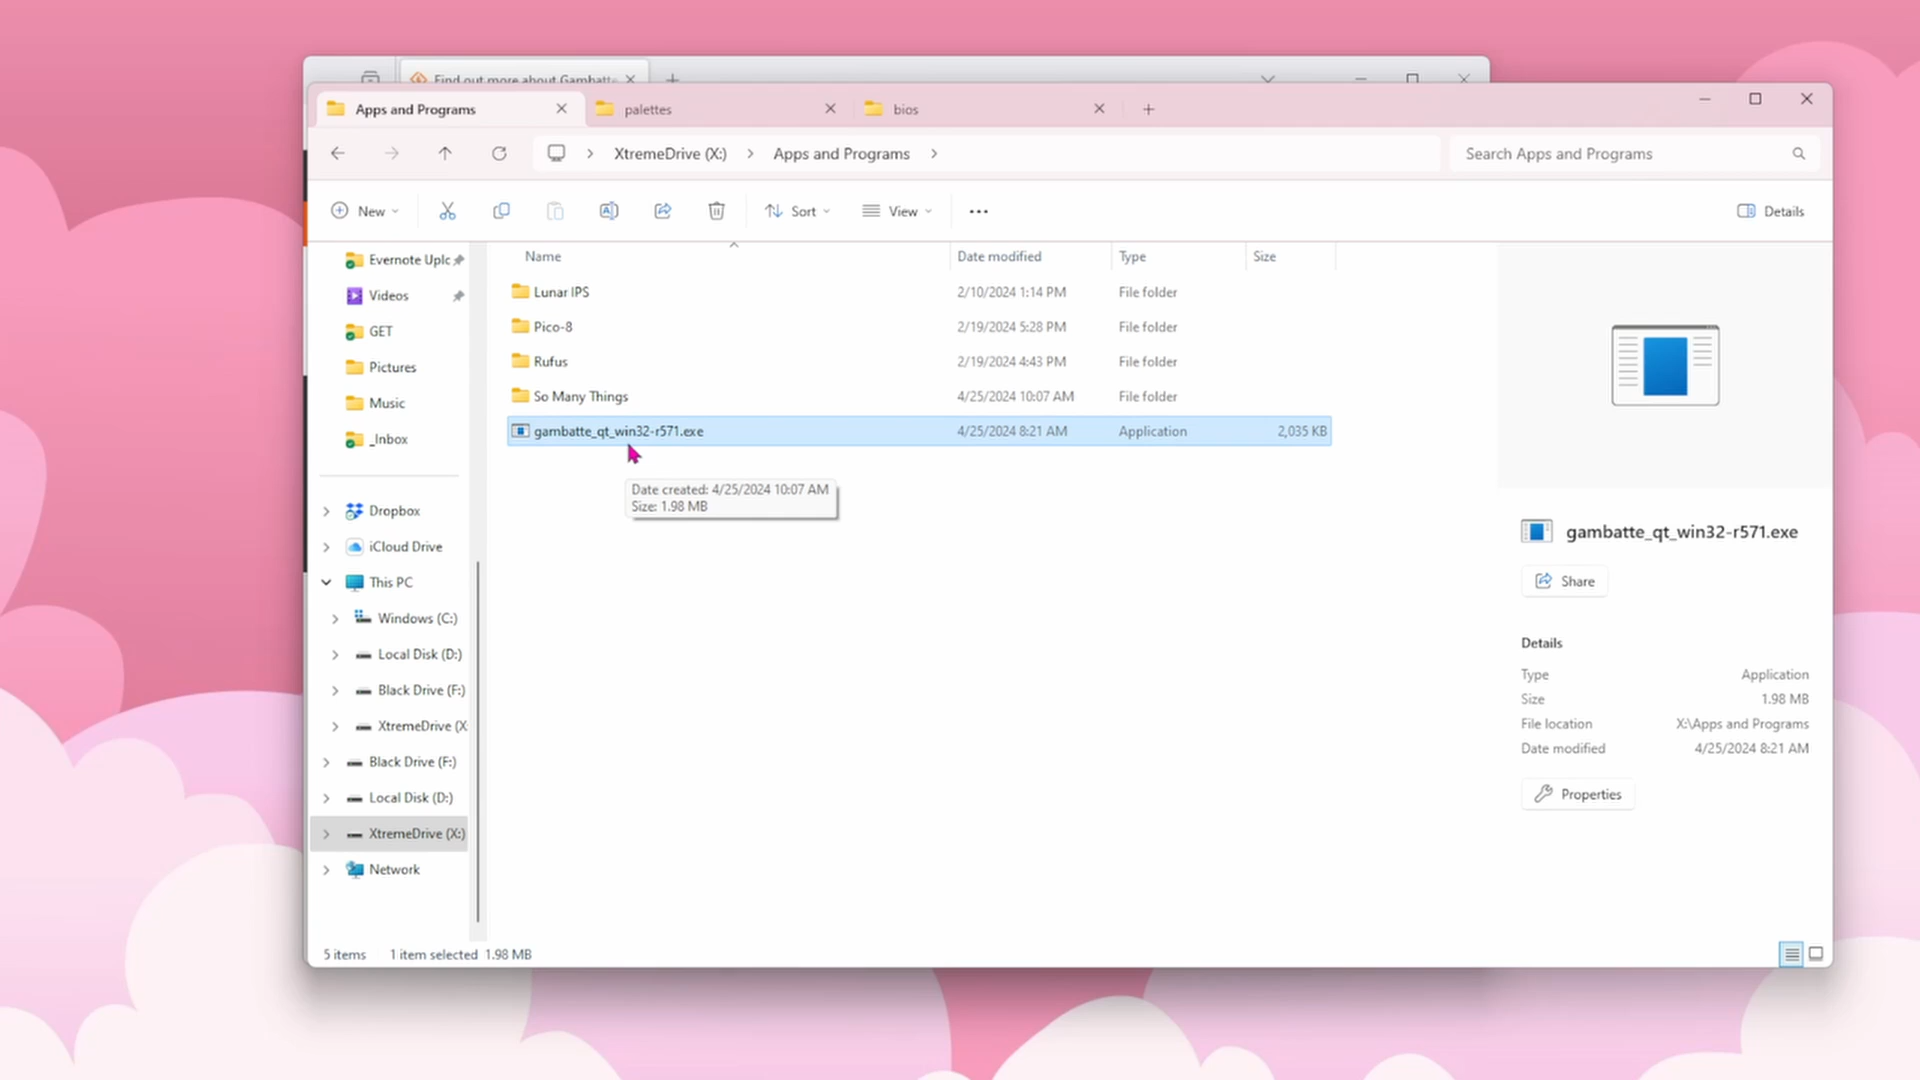 Find out more about Gambatte
Apps and Programs
palettes
bios
XtremeDrive (X:)
Apps and Programs
Search Apps and Programs
New
Sort
View
Details
Evernote Uplc
Videos
GET
Pictures
Music
_Inbox
Dropbox
iCloud Drive
This PC
Windows (C:)
Local Disk (D:)
Black Drive (F:)
XtremeDrive (X
Black Drive (F:)
Local Disk (D:)
XtremeDrive (X:)
Network
Name Date modified Type Size
Lunar IPS 2/10/2024 1:14 PM File folder
Pico-8 2/19/2024 5:28 PM File folder
Rufus 2/19/2024 4:43 PM File folder
So Many Things 4/25/2024 10:07 AM File folder
gambatte_qt_win32-r571.exe 4/25/2024 8:21 AM Application 2,035 KB
Date created: 4/25/2024 10:07 AM
Size: 1.98 MB
gambatte_qt_win32-r571.exe
Share
Details
Type Application
Size 1.98 MB
File location X:\Apps and Programs
Date modified 4/25/2024 8:21 AM
Properties
5 items 1 item selected 1.98 MB